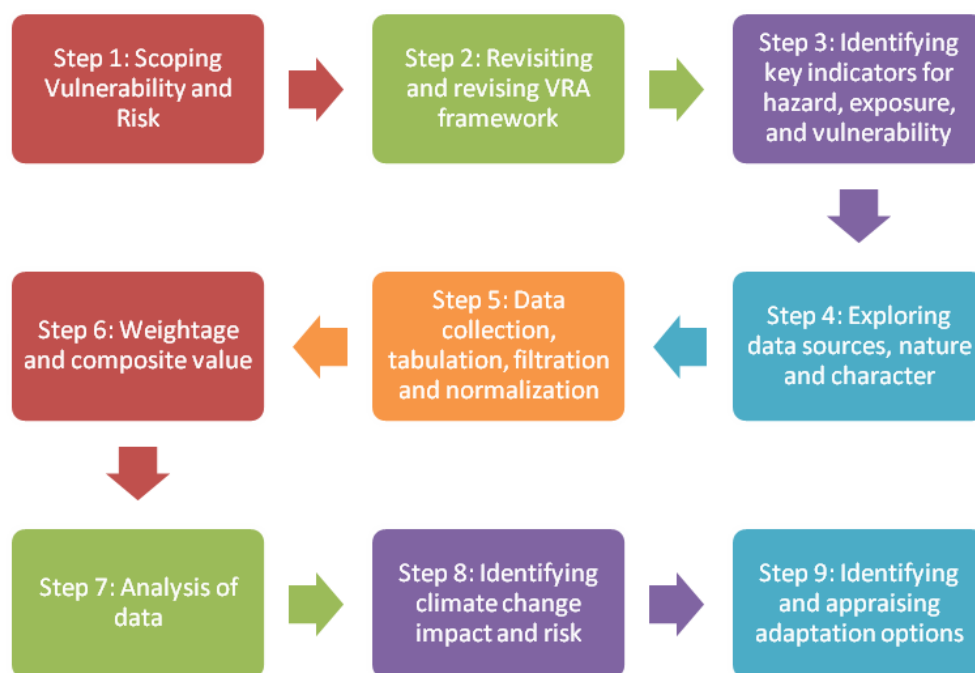 Step 1: Scoping
Vulnerability and
Risk
Step 2: Revisiting
and revising VRA
framework
Step 3: Identifying
key indicators for
hazard, exposure,
and vulnerability
Step 4: Exploring
data sources, nature
and character
Step 5: Data
collection,
tabulation, filtration
and normalization
Step 6: Weightage
and composite value
Step 7: Analysis of
data
Step 8: Identifying
climate change
impact and risk
Step 9: Identifying
and appraising
adaptation options